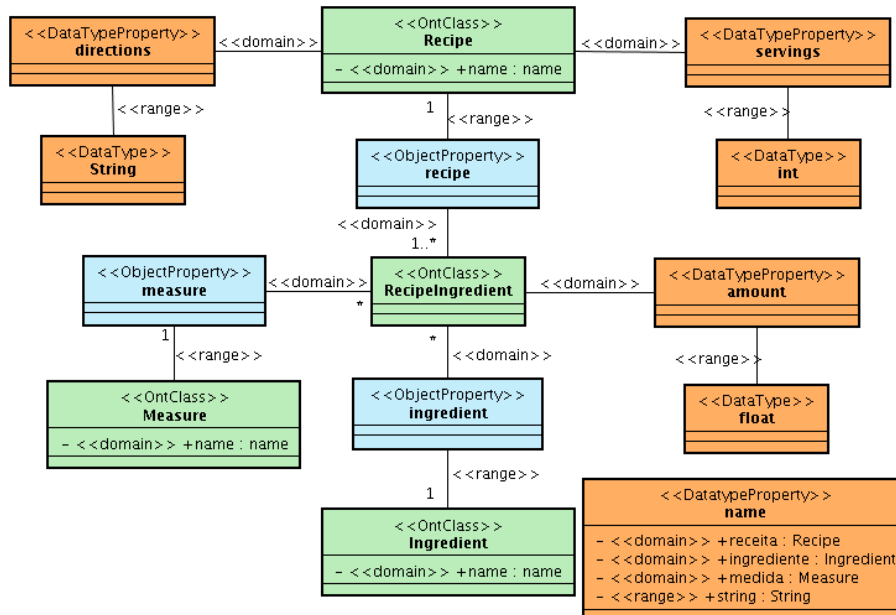 <<DataTypeProperty>>
directions
<<domain>>
<<OntClass>>
Recipe
- <<domain>> +name : name
<<domain>>
<<DataTypeProperty>>
servings
<<range>>
1
<<range>>
<<range>>
<<DataType>>
String
<<ObjectProperty>>
recipe
<<DataType>>
int
<<domain>>
1..*
<<ObjectProperty>>
measure
<<domain>>
*
<<OntClass>>
RecipeIngredient
<<domain>>
<<DataTypeProperty>>
amount
1
<<range>>
*
<<domain>>
<<range>>
<<OntClass>>
Measure
- <<domain>> +name : name
<<ObjectProperty>>
ingredient
<<DataType>>
float
<<range>>
1
<<OntClass>>
Ingredient
- <<domain>> +name : name
<<DatatypeProperty>>
name
- <<domain>> +receita : Recipe
- <<domain>> +ingrediente : Ingredient
- <<domain>> +medida : Measure
- <<range>> +string : String